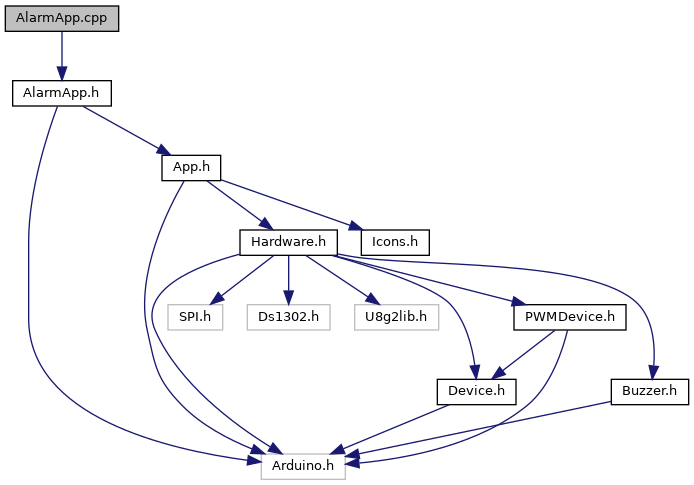 AlarmApp.cpp
AlarmApp.h
App.h
Hardware.h
Icons.h
SPI.h
Ds1302.h
U8g2lib.h
PWMDevice.h
Device.h
Buzzer.h
Arduino.h